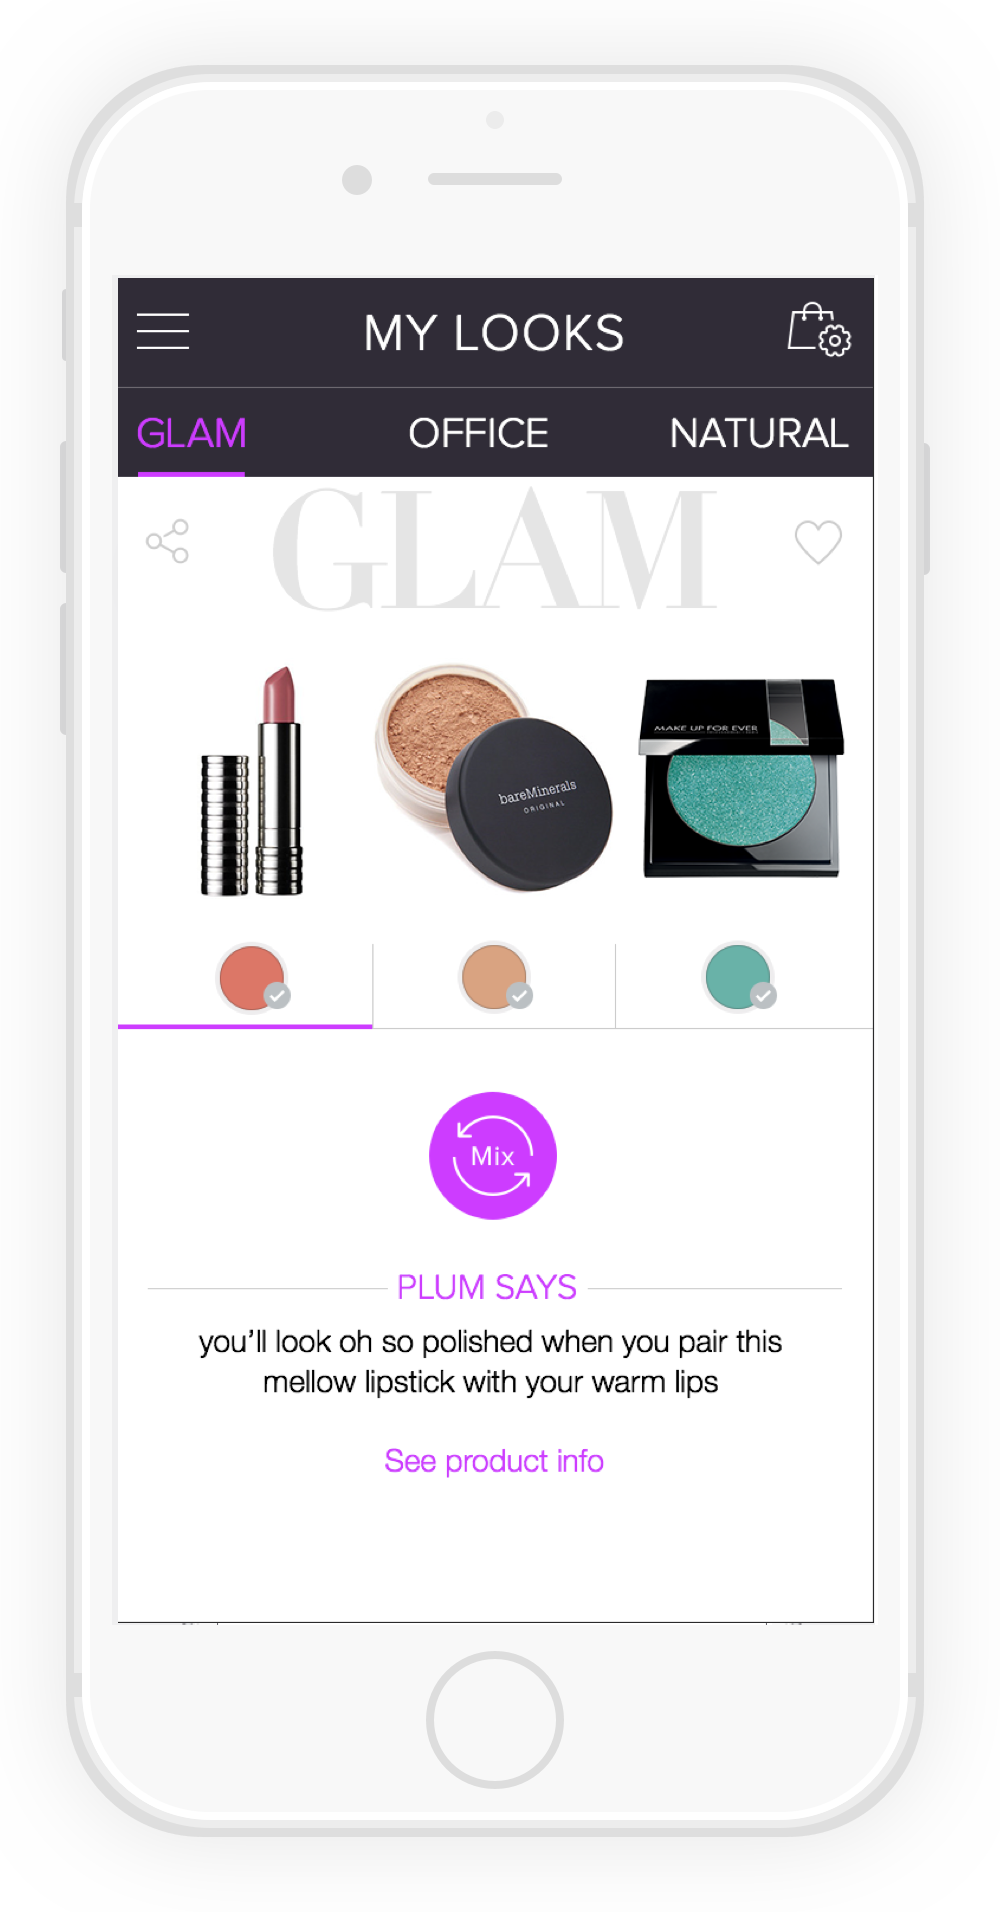 MY LOOKS
GLAM OFFICE NATURAL
GLAM
MAKE UP FOR EVER
bareMinerals
ORIGINAL
Mix
PLUM SAYS
you'll look oh so polished when you pair this
mellow lipstick with your warm lips
See product info